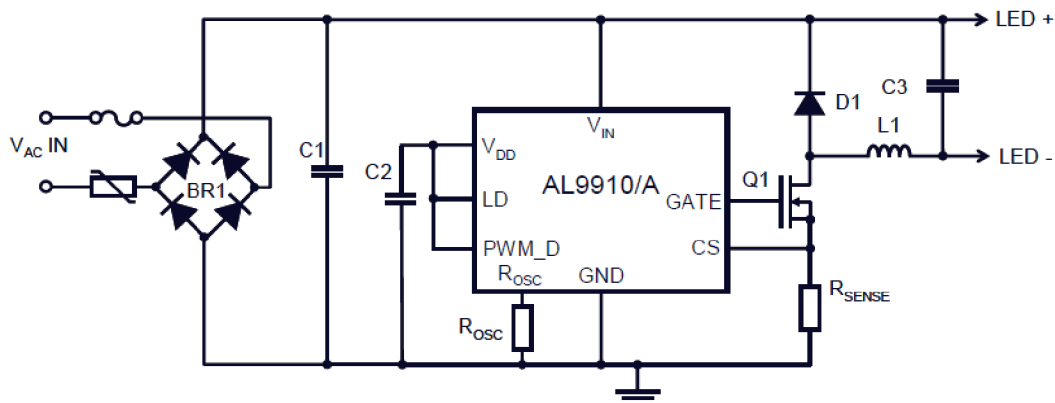 LED +
V_AC IN
BR1
C1
C2
V_IN
V_DD
AL9910/A
LD
GATE
PWM_D
CS
R_OSC
GND
R_OSC
Q1
D1
C3
L1
LED -
R_SENSE